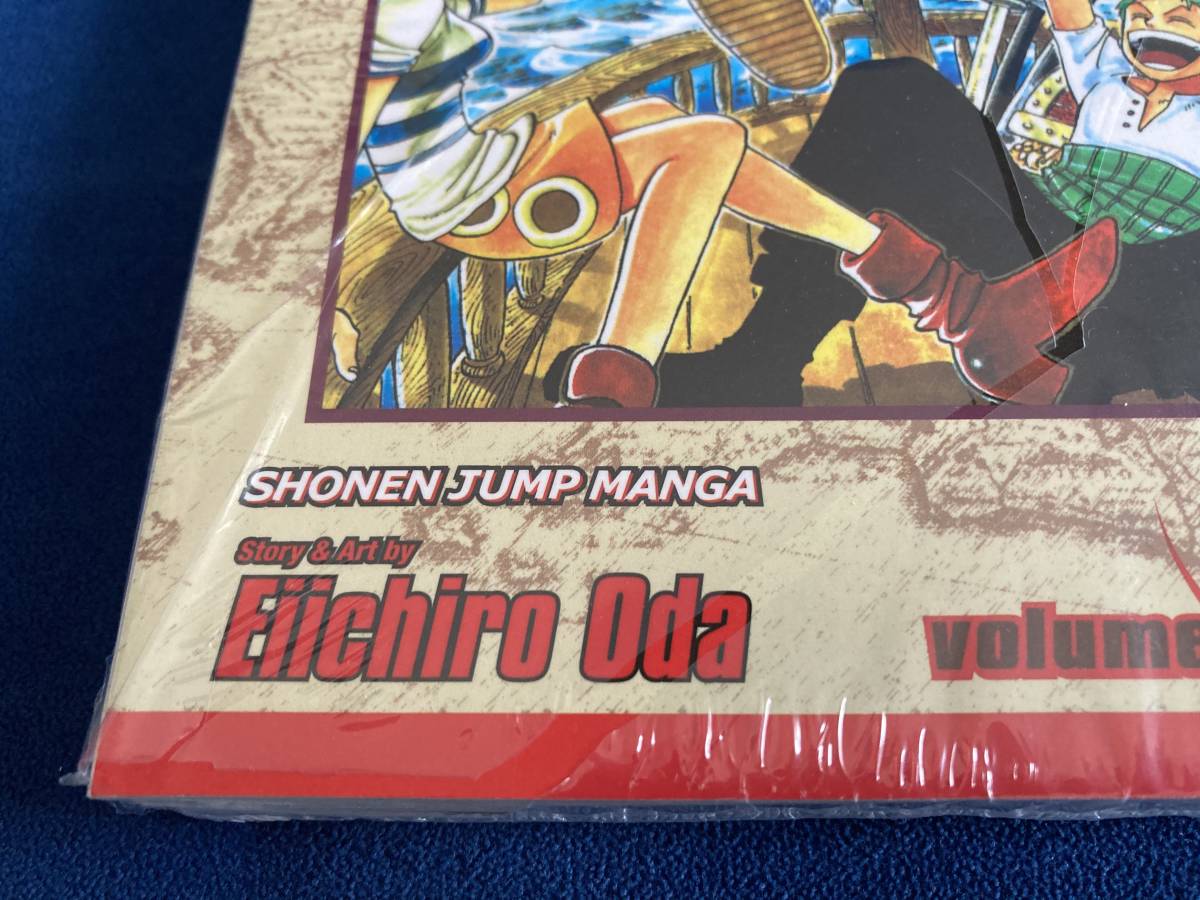 SHONEN JUMP MANGA
Story & Art by
Eiichiro Oda
volume